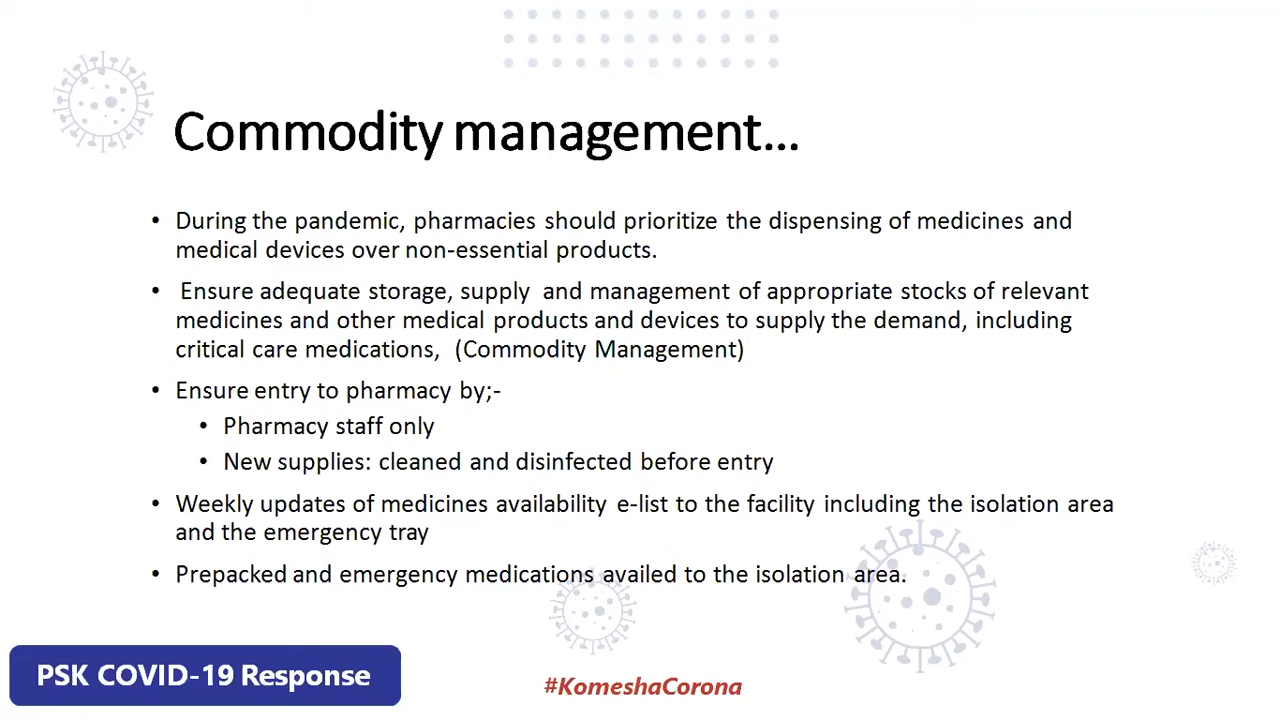 Commodity management...
• During the pandemic, pharmacies should prioritize the dispensing of medicines and
medical devices over non-essential products.
• Ensure adequate storage, supply and management of appropriate stocks of relevant
medicines and other medical products and devices to supply the demand, including
critical care medications, (Commodity Management)
• Ensure entry to pharmacy by;-
• Pharmacy staff only
• New supplies: cleaned and disinfected before entry
• Weekly updates of medicines availability e-list to the facility including the isolation area
and the emergency tray
• Prepacked and emergency medications availed to the isolation area.
PSK COVID-19 Response
#KomeshaCorona